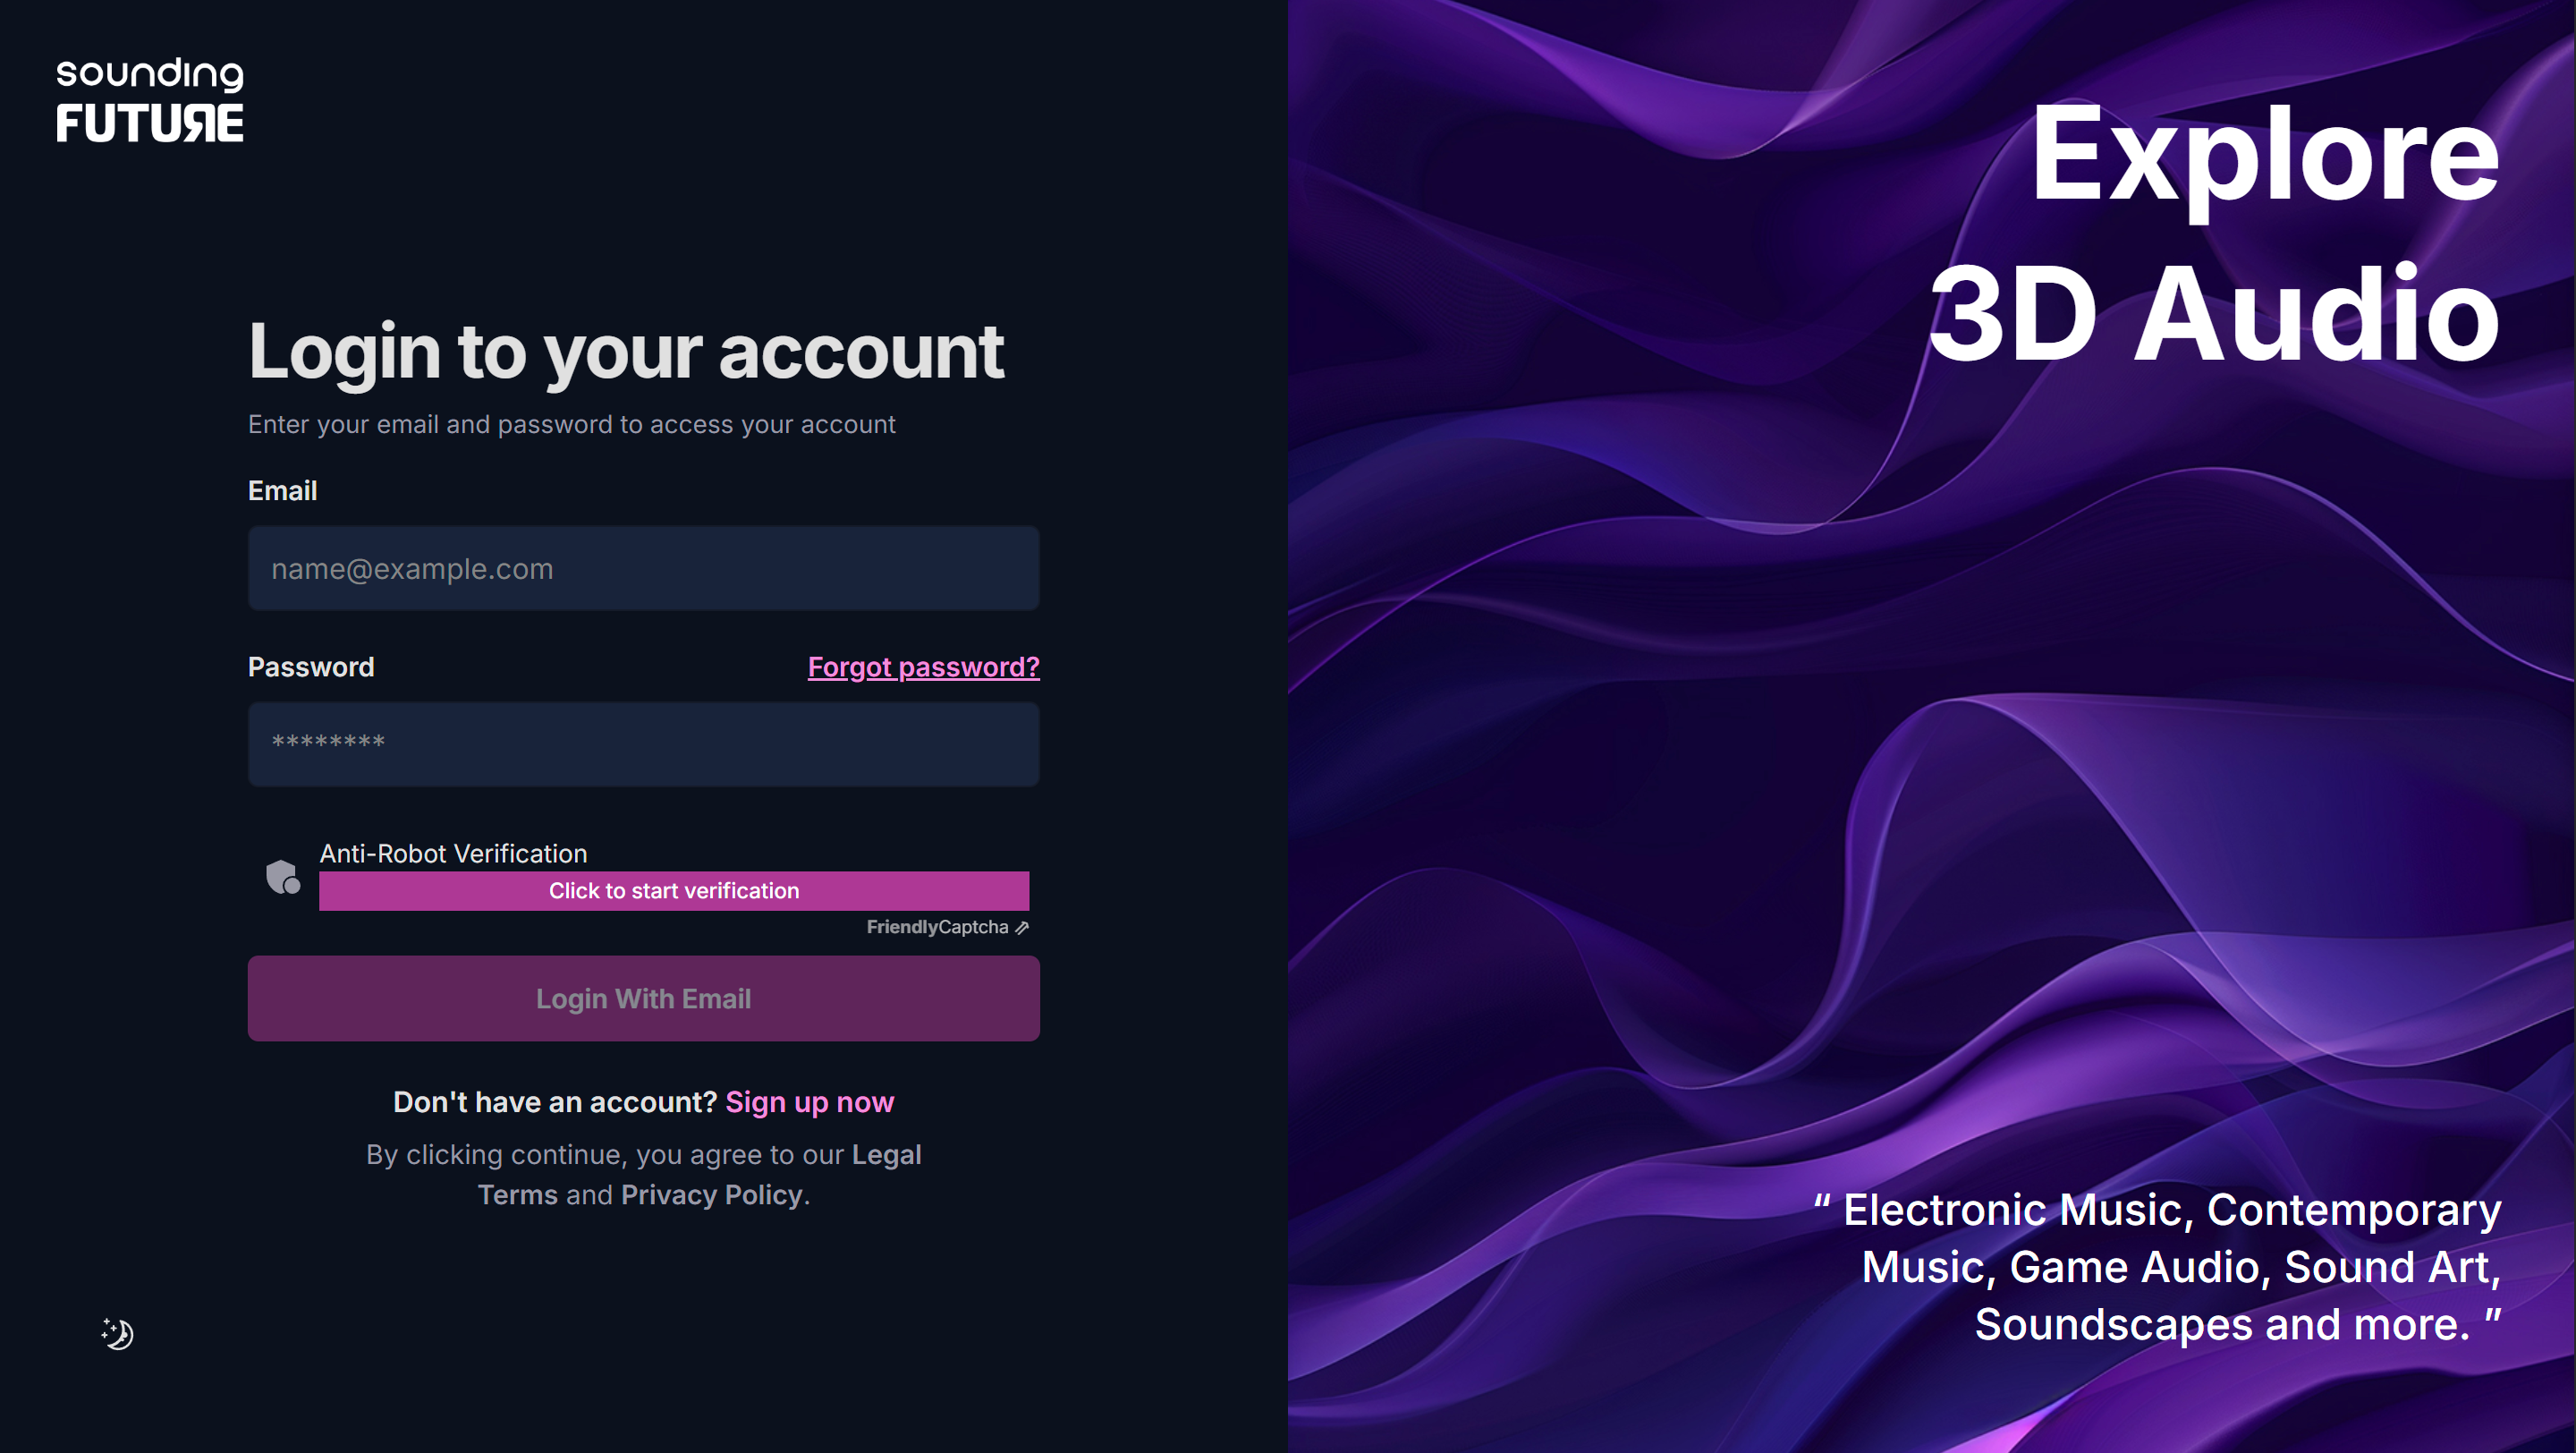 sounding
FUTURE
Login to your account
Enter your email and password to access your account
Email
name@example.com
Password Forgot password?
********
Anti-Robot Verification
Click to start verification
FriendlyCaptcha ⇗
Login With Email
Don't have an account? Sign up now
By clicking continue, you agree to our Legal
Terms and Privacy Policy.
Explore
3D Audio
“ Electronic Music, Contemporary
Music, Game Audio, Sound Art,
Soundscapes and more. ”